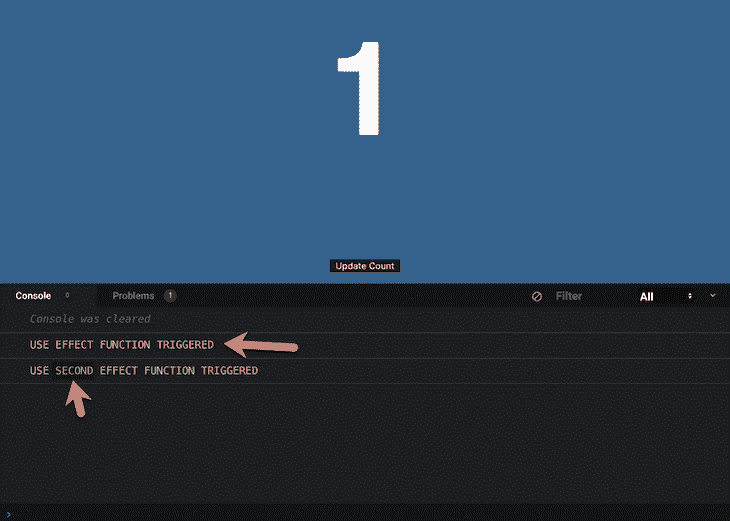 1
Update Count
Console Problems 1 Filter All
Console was cleared
USE EFFECT FUNCTION TRIGGERED
USE SECOND EFFECT FUNCTION TRIGGERED